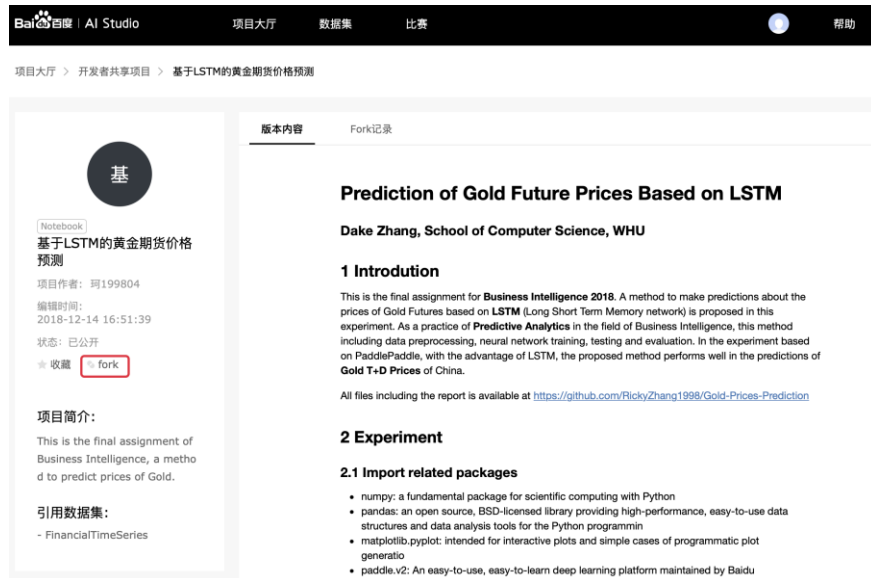 Bai百度 | AI Studio 项目大厅 数据集 比赛 帮助
项目大厅 > 开发者共享项目 > 基于LSTM的黄金期货价格预测
基
Notebook
基于LSTM的黄金期货价格
预测
项目作者: 珂199804
编辑时间:
2018-12-14 16:51:39
状态: 已公开
收藏 fork
项目简介:
This is the final assignment of
Business Intelligence, a metho
d to predict prices of Gold.
引用数据集:
- FinancialTimeSeries
版本内容 Fork记录
Prediction of Gold Future Prices Based on LSTM
Dake Zhang, School of Computer Science, WHU
1 Introdution
This is the final assignment for Business Intelligence 2018. A method to make predictions about the
prices of Gold Futures based on LSTM (Long Short Term Memory network) is proposed in this
experiment. As a practice of Predictive Analytics in the field of Business Intelligence, this method
including data preprocessing, neural network training, testing and evaluation. In the experiment based
on PaddlePaddle, with the advantage of LSTM, the proposed method performs well in the predictions of
Gold T+D Prices of China.
All files including the report is available at https://github.com/RickyZhang1998/Gold-Prices-Prediction
2 Experiment
2.1 Import related packages
• numpy: a fundamental package for scientific computing with Python
• pandas: an open source, BSD-licensed library providing high-performance, easy-to-use data
structures and data analysis tools for the Python programmin
• matplotlib.pyplot: intended for interactive plots and simple cases of programmatic plot
generatio
• paddle.v2: An easy-to-use, easy-to-learn deep learning platform maintained by Baidu